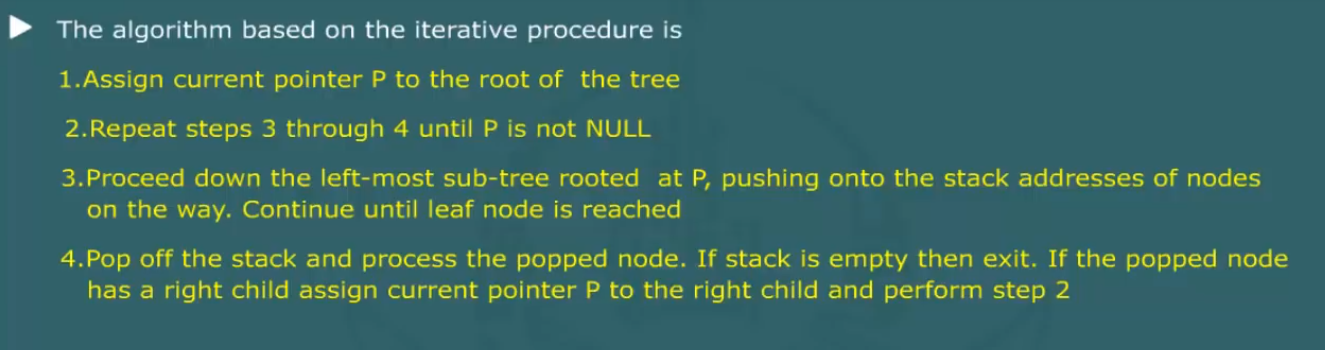 The algorithm based on the iterative procedure is
1.Assign current pointer P to the root of the tree
2.Repeat steps 3 through 4 until P is not NULL
3.Proceed down the left-most sub-tree rooted at P, pushing onto the stack addresses of nodes
on the way. Continue until leaf node is reached
4.Pop off the stack and process the popped node. If stack is empty then exit. If the popped node
has a right child assign current pointer P to the right child and perform step 2